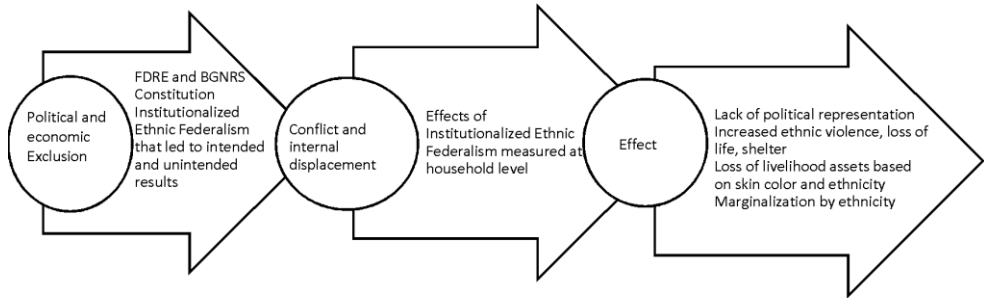 Political and
economic
Exclusion
FDRE and BGNRS
Constitution
Institutionalized
Ethnic Federalism
that led to intended
and unintended
results
Conflict and
internal
displacement
Effects of
Institutionalized Ethnic
Federalism measured at
household level
Effect
Lack of political representation
Increased ethnic violence, loss of
life, shelter
Loss of livelihood assets based
on skin color and ethnicity
Marginalization by ethnicity